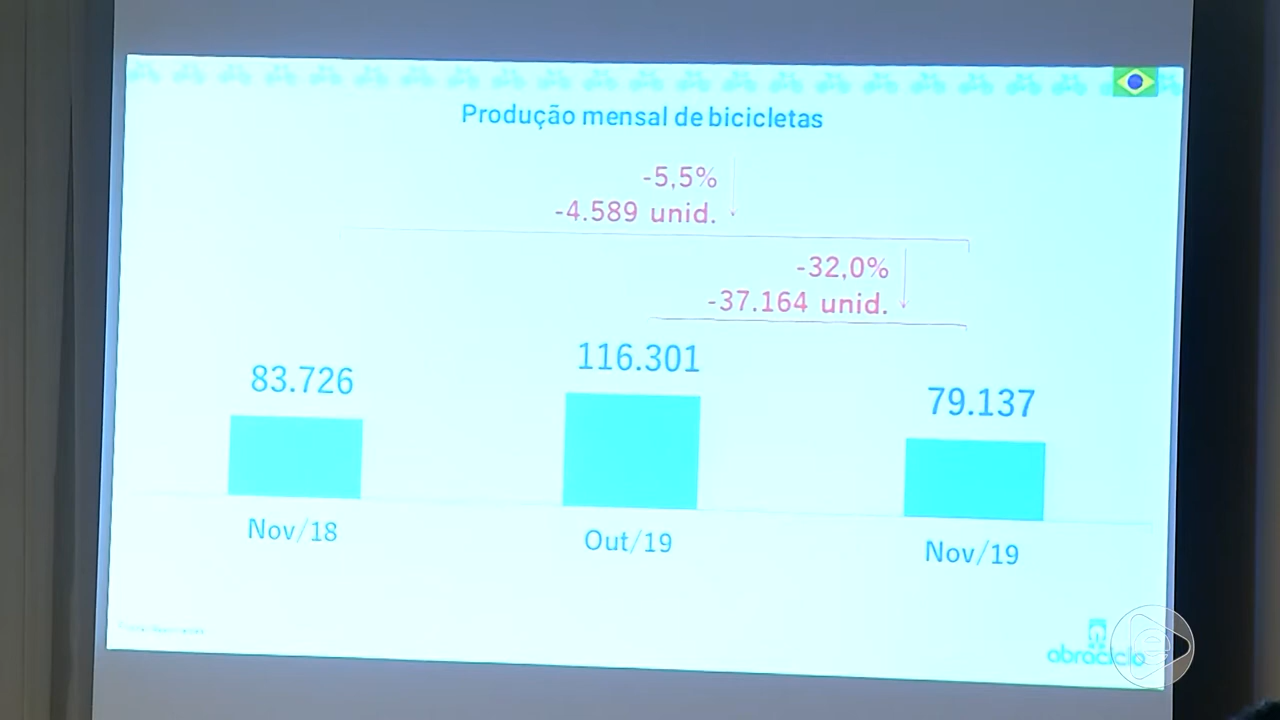 Produção mensal de bicicletas
-5,5%
-4.589 unid.
-32,0%
-37.164 unid.
83.726
116.301
79.137
Nov/18
Out/19
Nov/19
abraciclo